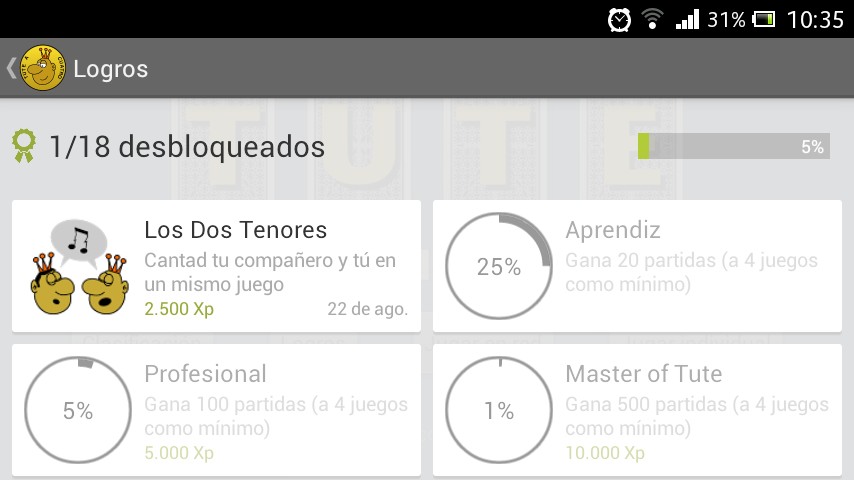 31% 10:35
Logros
1/18 desbloqueados
5%
Los Dos Tenores
Cantad tu compañero y tú en
un mismo juego
2.500 Xp
22 de ago.
25%
Aprendiz
Gana 20 partidas (a 4 juegos
como mínimo)
5%
Profesional
Gana 100 partidas (a 4 juegos
como mínimo)
5.000 Xp
1%
Master of Tute
Gana 500 partidas (a 4 juegos
como mínimo)
10.000 Xp
TUTE